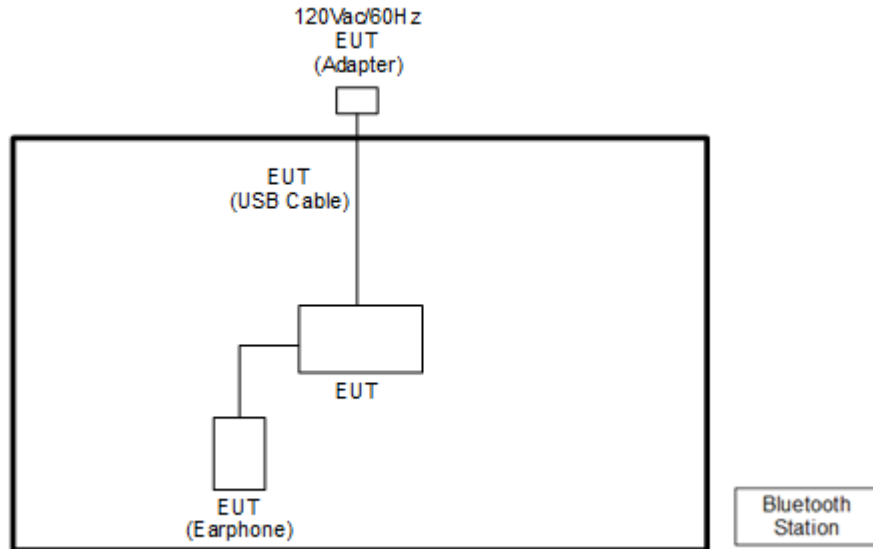 120Vac/60Hz
EUT
(Adapter)
EUT
(USB Cable)
EUT
EUT
(Earphone)
Bluetooth
Station